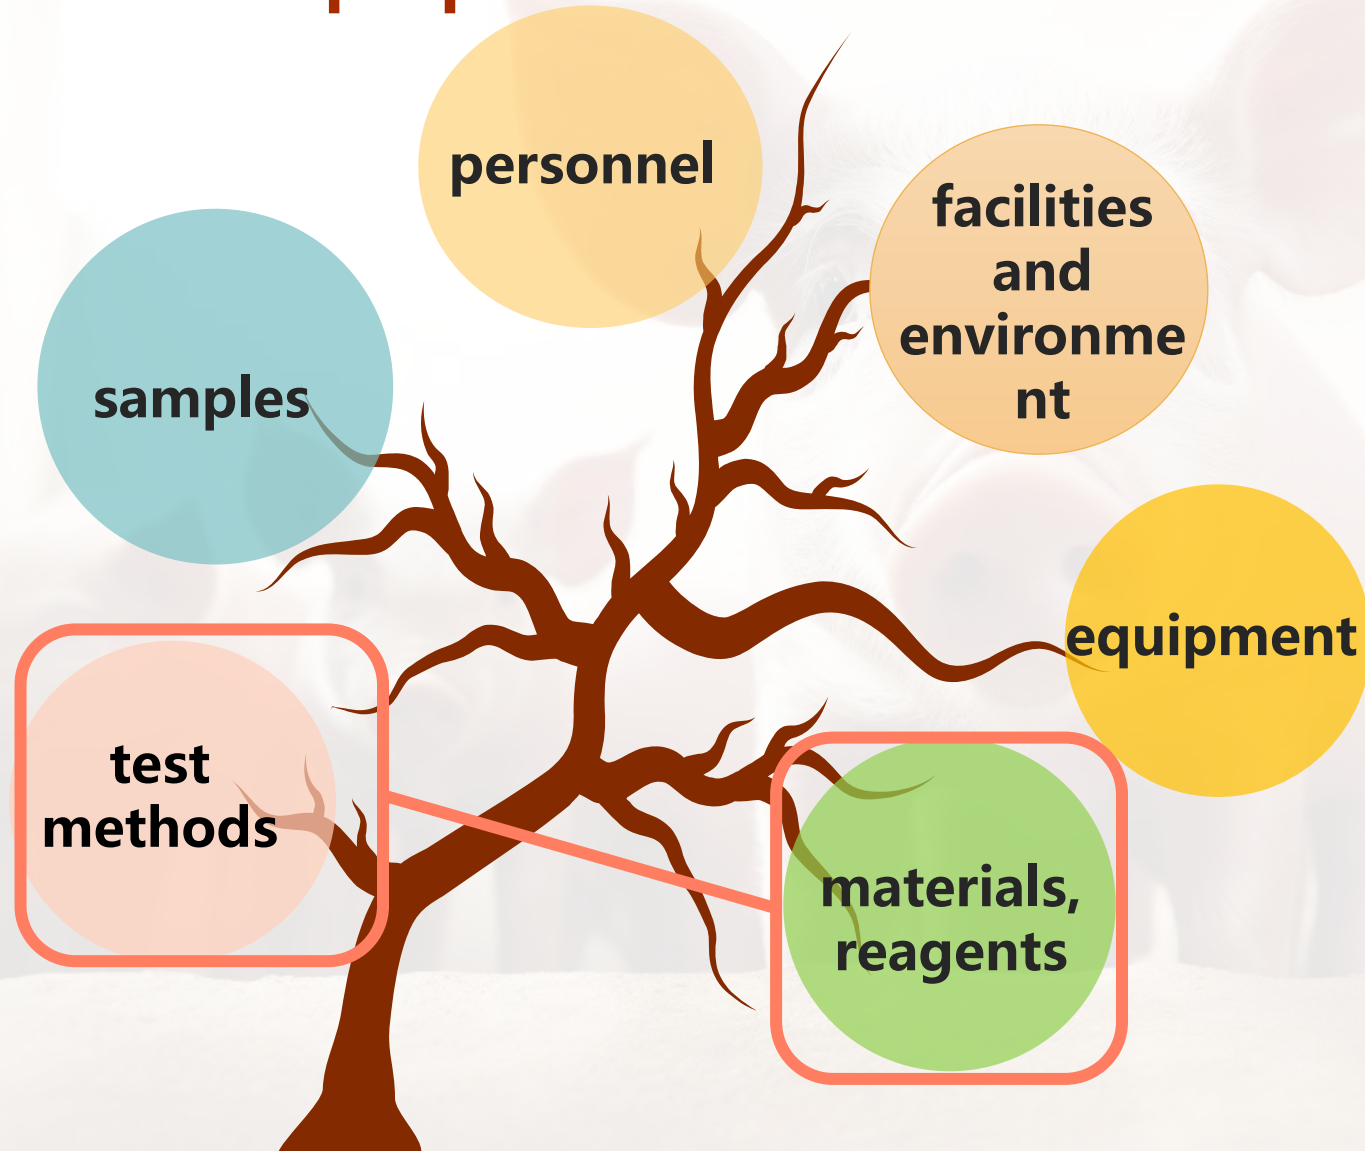 personnel
facilities
and
environme
nt
samples
equipment
test
methods
materials,
reagents